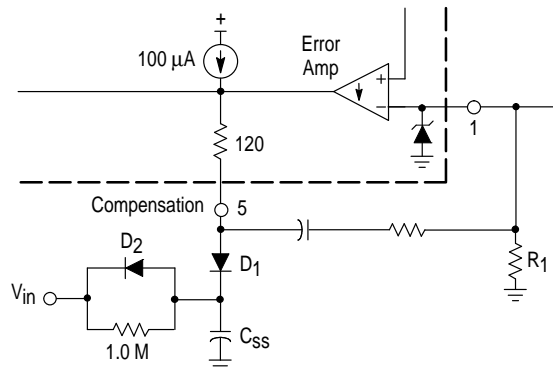 +
100 µA
Error
Amp
+
−
1
120
Compensation
5
D2
D1
R1
Vin
1.0 M
CSS